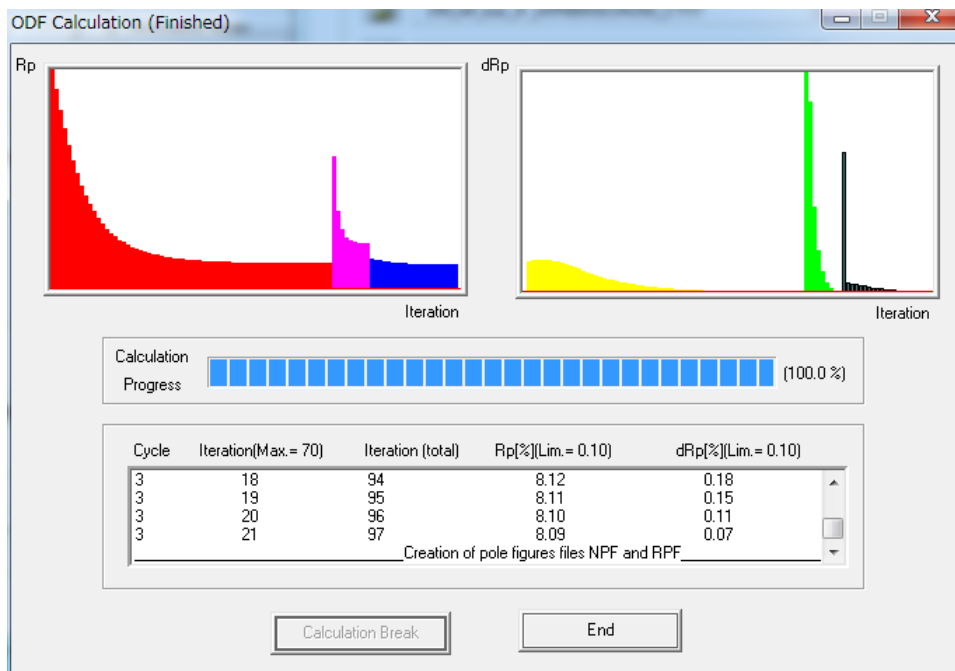 ODF Calculation (Finished)
Rp
dRp
Iteration
Iteration
Calculation
Progress
(100.0 %)
Cycle Iteration(Max.= 70) Iteration (total) Rp[%](Lim.= 0.10) dRp[%](Lim.= 0.10)
3 18 94 8.12 0.18
3 19 95 8.11 0.15
3 20 96 8.10 0.11
3 21 97 8.09 0.07
Creation of pole figures files NPF and RPF
Calculation Break
End